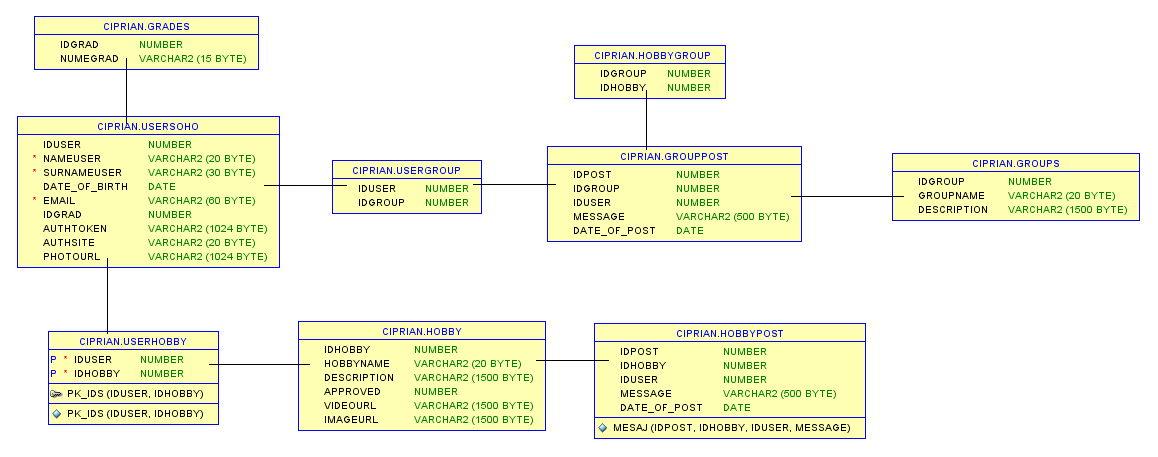 CIPRIAN.GRADES
IDGRAD NUMBER
NUMEGRAD VARCHAR2 (15 BYTE)
CIPRIAN.HOBBYGROUP
IDGROUP NUMBER
IDHOBBY NUMBER
CIPRIAN.USERSOHO
IDUSER NUMBER
* NAMEUSER VARCHAR2 (20 BYTE)
* SURNAMEUSER VARCHAR2 (30 BYTE)
DATE_OF_BIRTH DATE
* EMAIL VARCHAR2 (60 BYTE)
IDGRAD NUMBER
AUTHTOKEN VARCHAR2 (1024 BYTE)
AUTHSITE VARCHAR2 (20 BYTE)
PHOTOURL VARCHAR2 (1024 BYTE)
CIPRIAN.USERGROUP
IDUSER NUMBER
IDGROUP NUMBER
CIPRIAN.GROUPPOST
IDPOST NUMBER
IDGROUP NUMBER
IDUSER NUMBER
MESSAGE VARCHAR2 (500 BYTE)
DATE_OF_POST DATE
CIPRIAN.GROUPS
IDGROUP NUMBER
GROUPNAME VARCHAR2 (20 BYTE)
DESCRIPTION VARCHAR2 (1500 BYTE)
CIPRIAN.USERHOBBY
P * IDUSER NUMBER
P * IDHOBBY NUMBER
PK_IDS (IDUSER, IDHOBBY)
PK_IDS (IDUSER, IDHOBBY)
CIPRIAN.HOBBY
IDHOBBY NUMBER
HOBBYNAME VARCHAR2 (20 BYTE)
DESCRIPTION VARCHAR2 (1500 BYTE)
APPROVED NUMBER
VIDEOURL VARCHAR2 (1500 BYTE)
IMAGEURL VARCHAR2 (1500 BYTE)
CIPRIAN.HOBBYPOST
IDPOST NUMBER
IDHOBBY NUMBER
IDUSER NUMBER
MESSAGE VARCHAR2 (500 BYTE)
DATE_OF_POST DATE
MESAJ (IDPOST, IDHOBBY, IDUSER, MESSAGE)